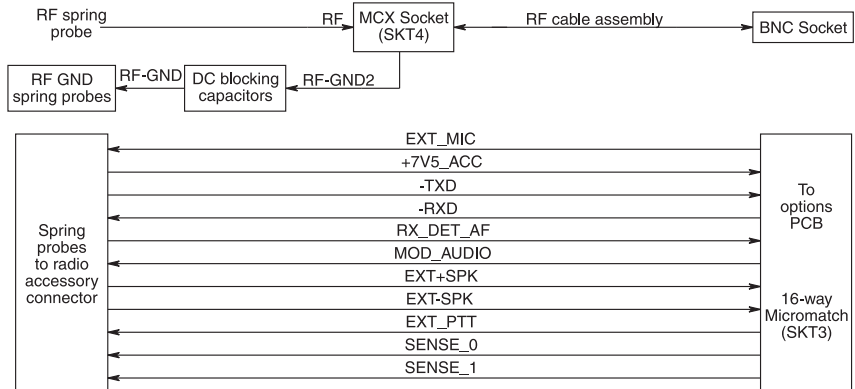 RF spring
probe
RF
MCX Socket
(SKT4)
RF cable assembly
BNC Socket
RF GND
spring probes
RF-GND
DC blocking
capacitors
RF-GND2
EXT_MIC
+7V5_ACC
-TXD
-RXD
RX_DET_AF
MOD_AUDIO
EXT+SPK
EXT-SPK
EXT_PTT
SENSE_0
SENSE_1
Spring
probes
to radio
accessory
connector
To
options
PCB
16-way
Micromatch
(SKT3)